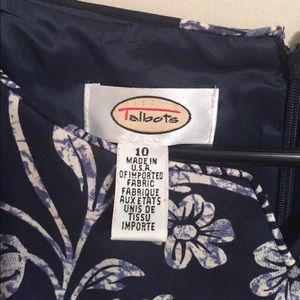 Talbots
10
MADE IN
U.S.A.
OF IMPORTED
FABRIC
FABRIQUE
AUX ETATS
UNIS DE
TISSU
IMPORTE